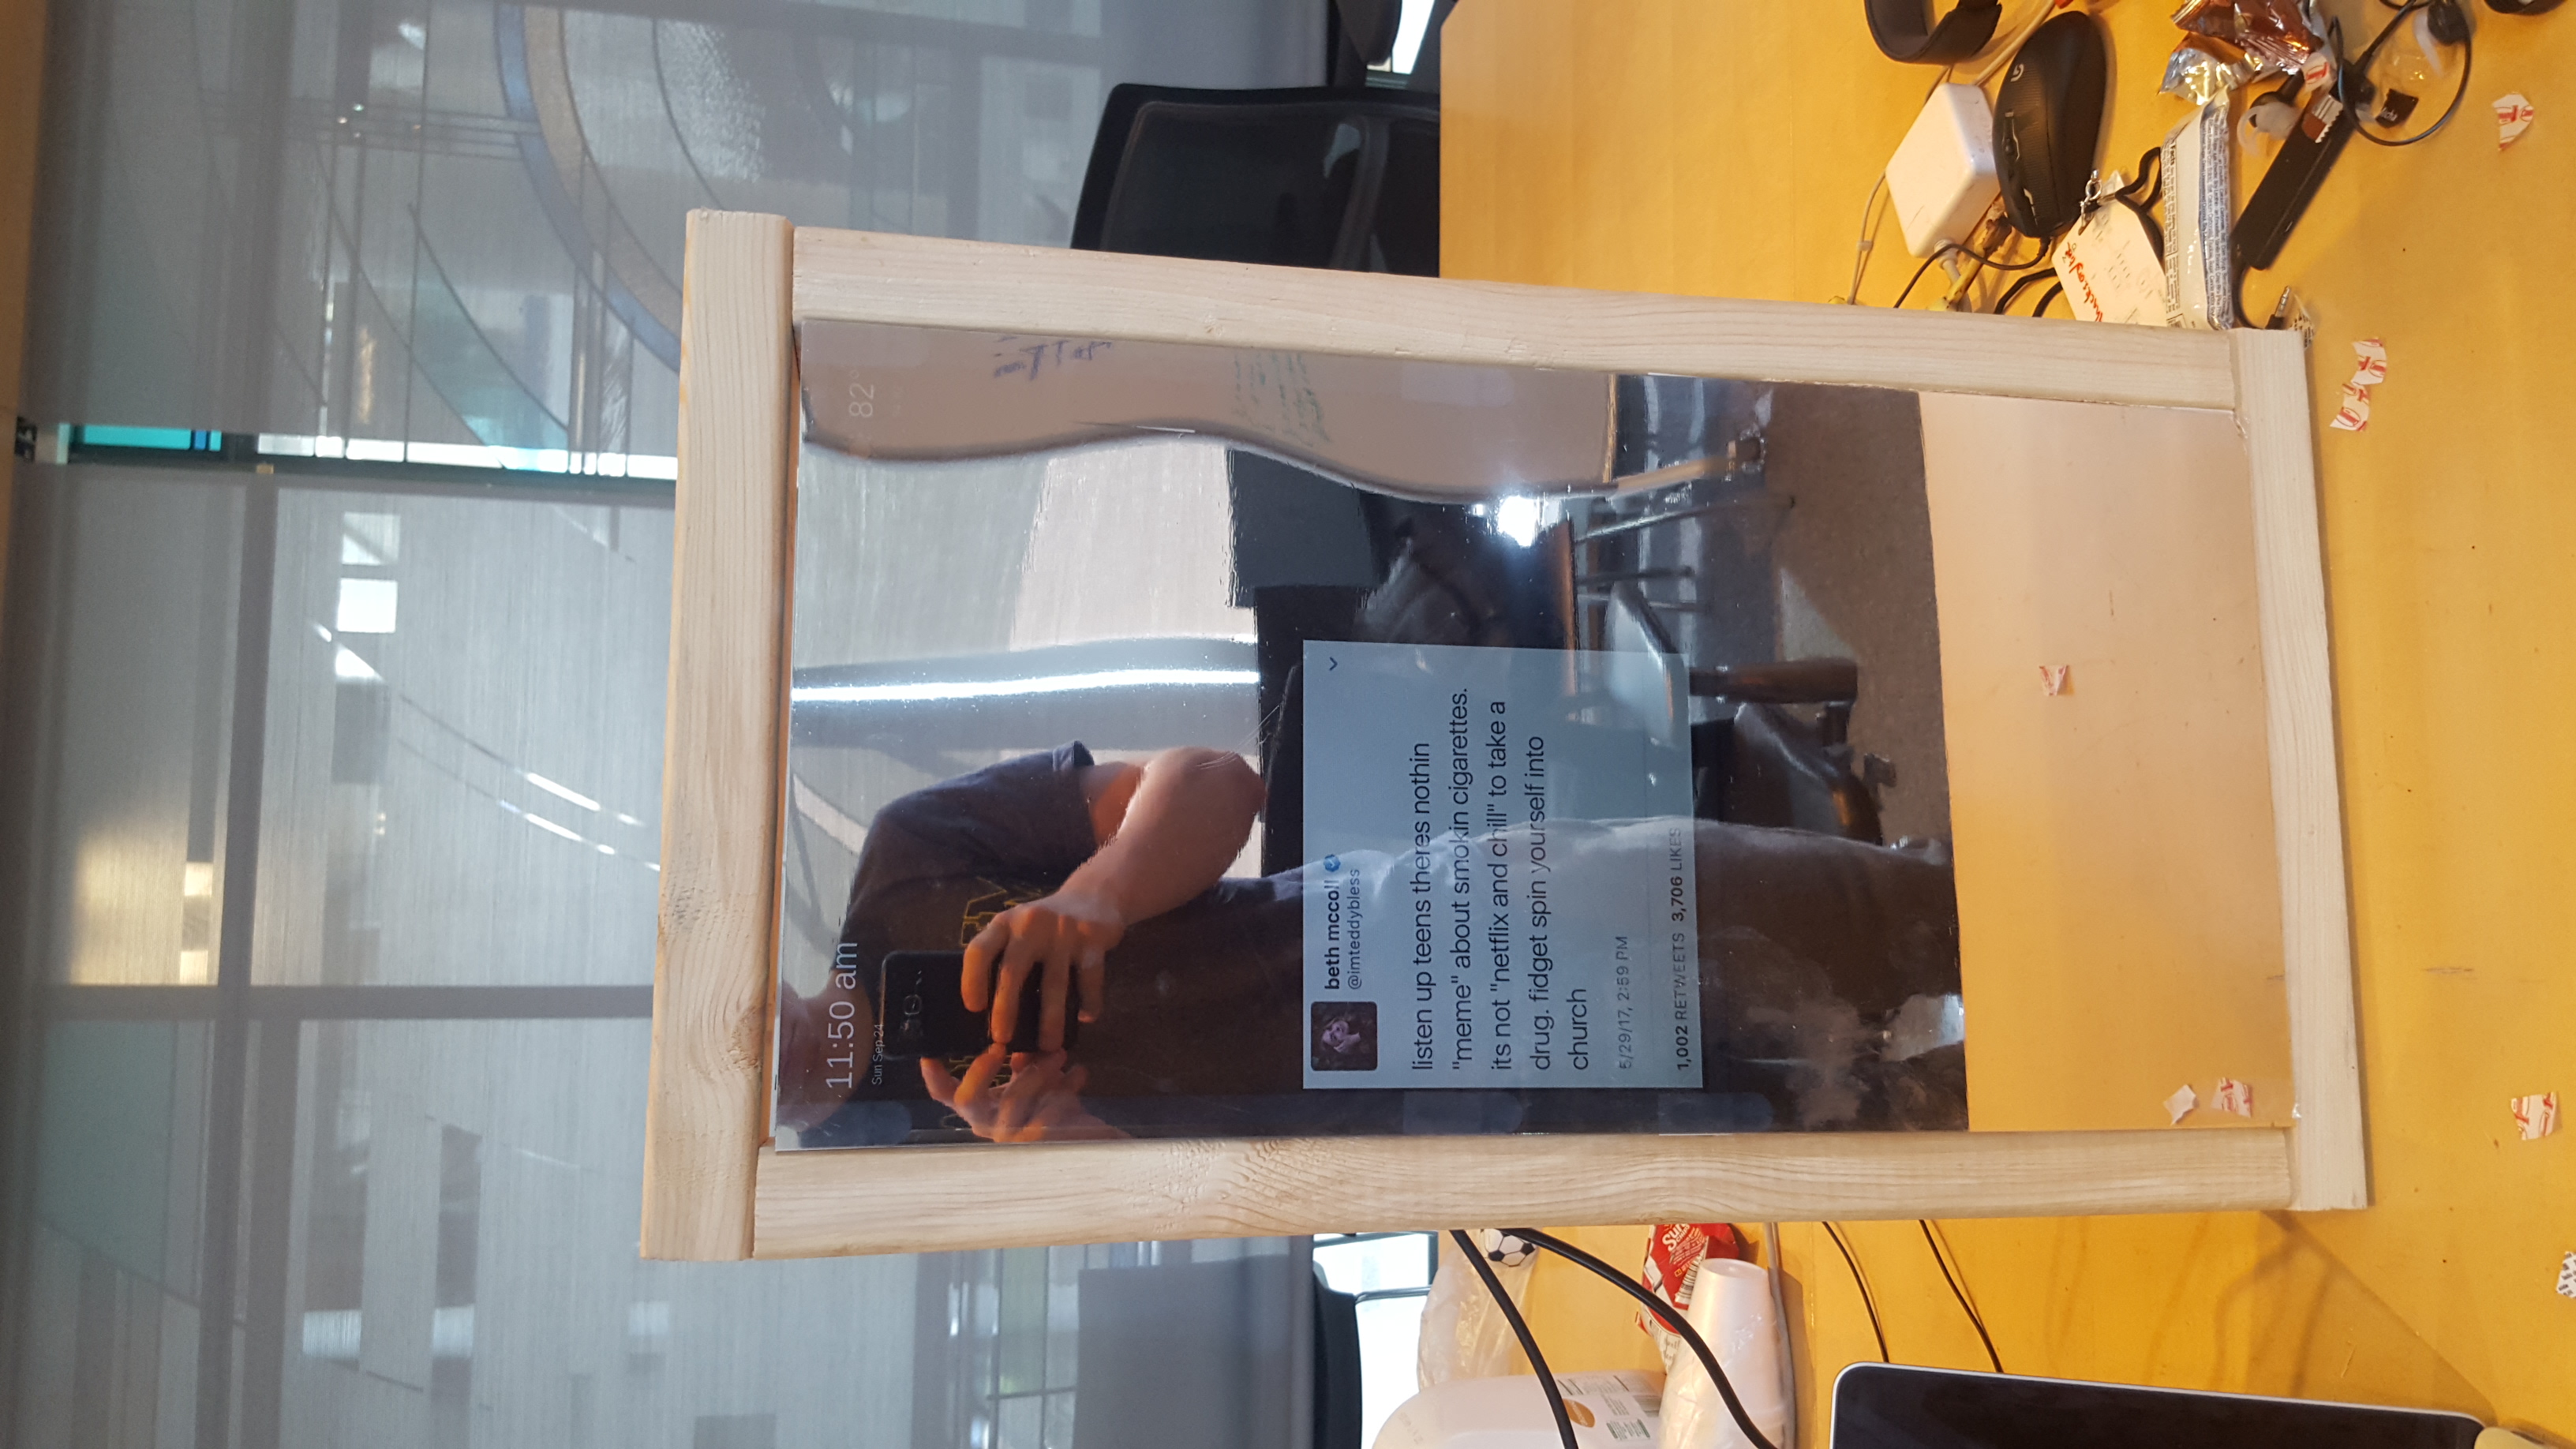 11:50 am
82°
Sun Sep 24
beth mccoll
@imteddybless
listen up teens theres nothin
"meme" about smokin cigarettes.
its not "netflix and chill" to take a
drug. fidget spin yourself into
church
5/29/17, 2:59 PM
1,002 RETWEETS 3,706 LIKES